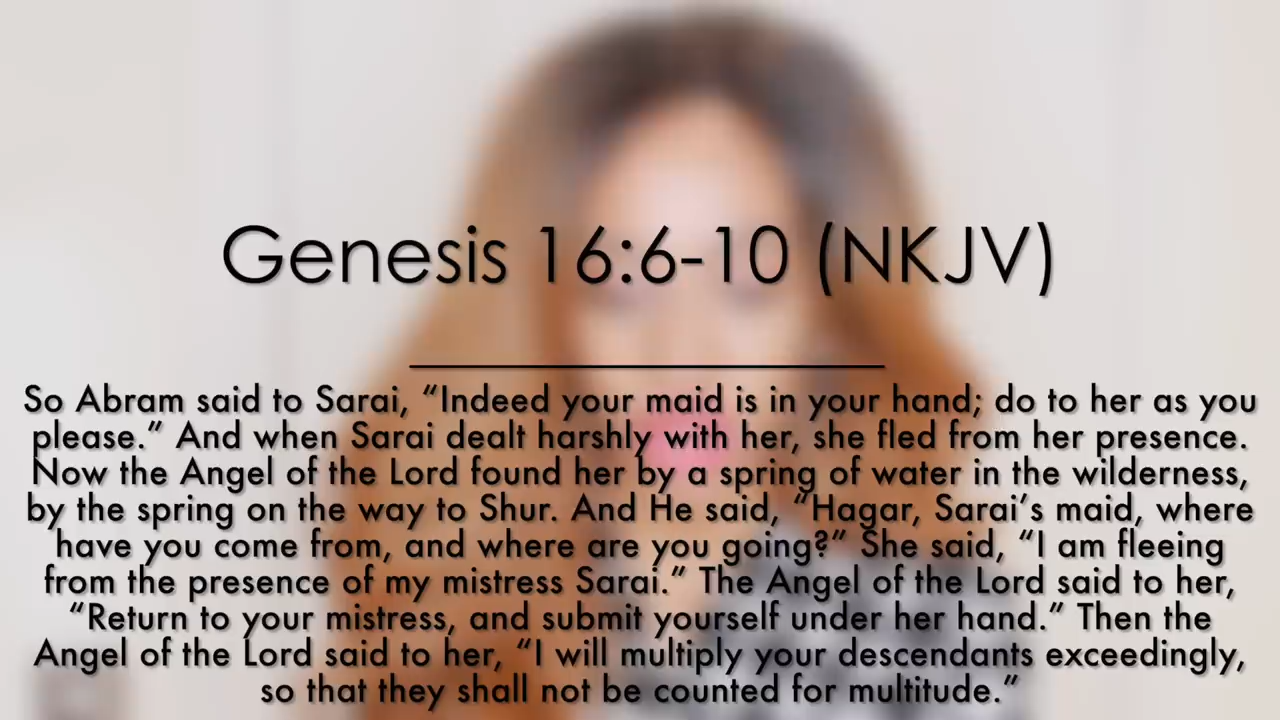 Genesis 16:6-10 (NKJV)
So Abram said to Sarai, “Indeed your maid is in your hand; do to her as you
please.” And when Sarai dealt harshly with her, she fled from her presence.
Now the Angel of the Lord found her by a spring of water in the wilderness,
by the spring on the way to Shur. And He said, “Hagar, Sarai’s maid, where
have you come from, and where are you going?” She said, “I am fleeing
from the presence of my mistress Sarai.” The Angel of the Lord said to her,
“Return to your mistress, and submit yourself under her hand.” Then the
Angel of the Lord said to her, “I will multiply your descendants exceedingly,
so that they shall not be counted for multitude.”